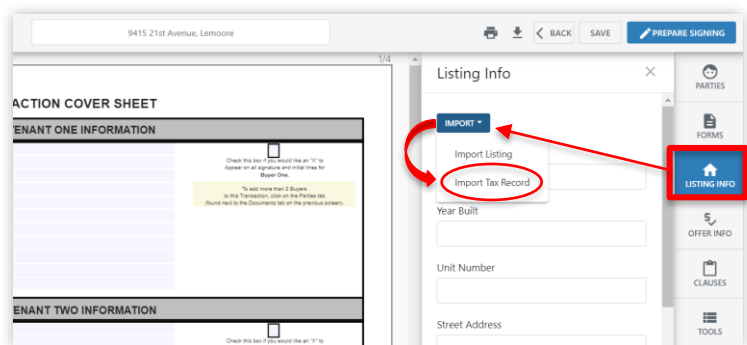 9415 21st Avenue, Lemoore
BACK
SAVE
PREPARE SIGNING
1/4
ACTION COVER SHEET
TENANT ONE INFORMATION
Check this box if you would like an "X" to
Appear on all signature and initial lines for
Buyer One.
To add more than 2 Buyers
to this Transaction, click on the Parties tab
(found next to the Documents tab on the previous screen).
ENANT TWO INFORMATION
Check this box if you would like an "X" to
Listing Info
IMPORT
Import Listing
Import Tax Record
Year Built
Unit Number
Street Address
PARTIES
FORMS
LISTING INFO
OFFER INFO
CLAUSES
TOOLS